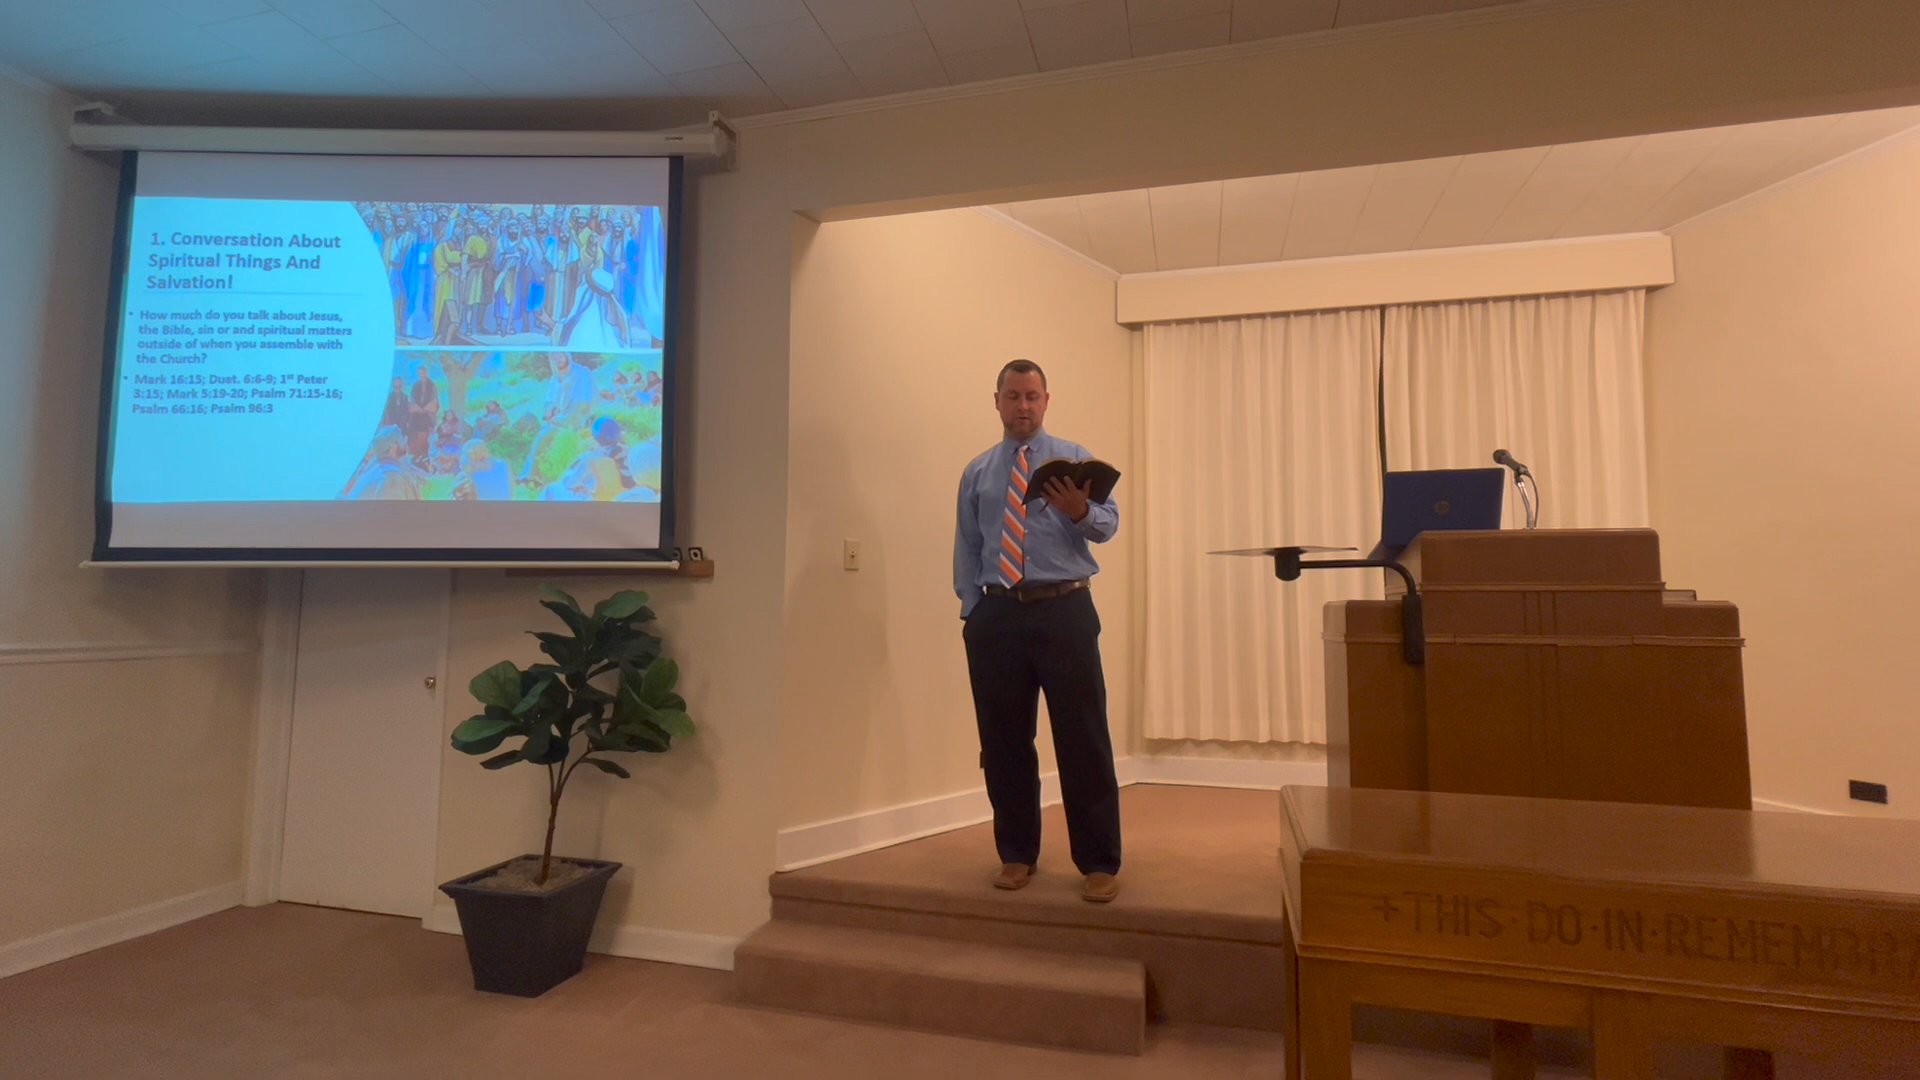 1. Conversation About
Spiritual Things And
Salvation!
• How much do you talk about Jesus,
the Bible, sin or and spiritual matters
outside of when you assemble with
the Church?
• Mark 16:15; Duet. 6:6-9; 1st Peter
3:15; Mark 5:19-20; Psalm 71:15-16;
Psalm 66:16; Psalm 96:3
+THIS·DO·IN·REMEMBRA